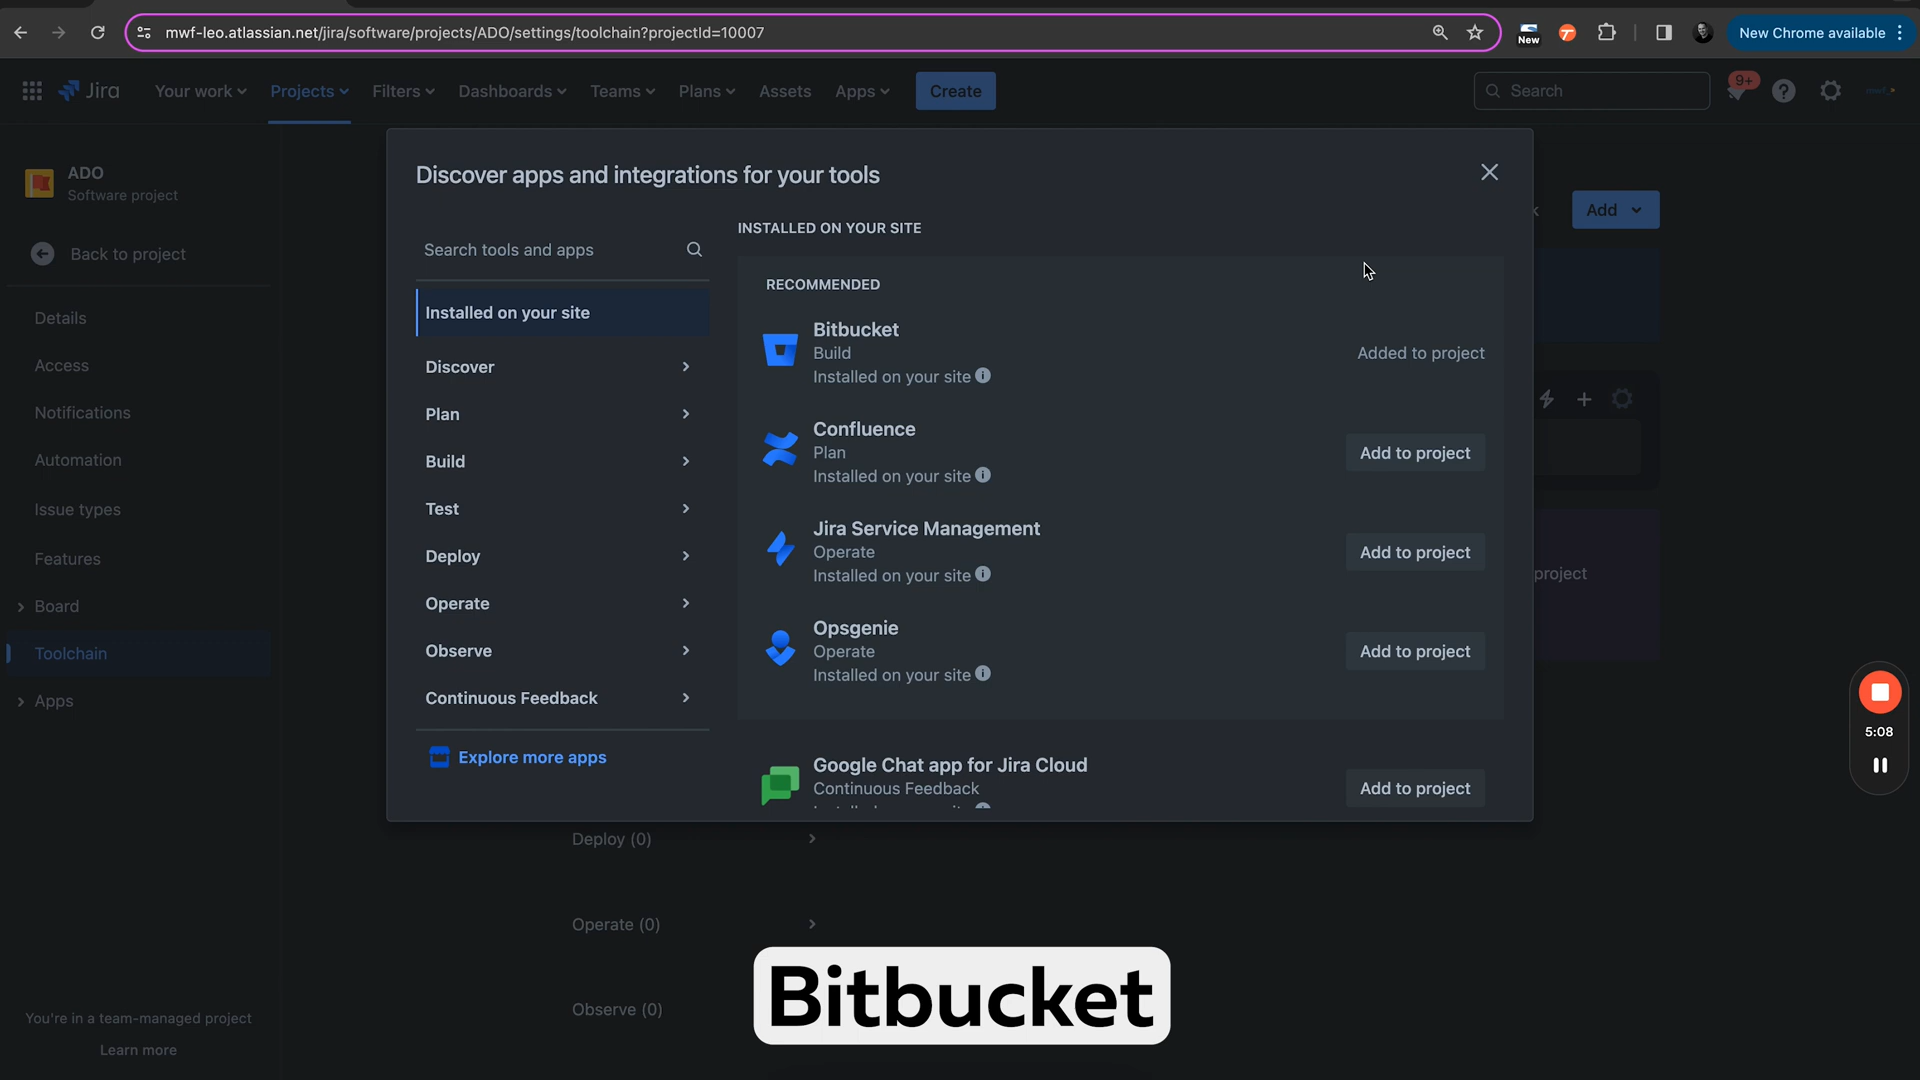 mwf-leo.atlassian.net/jira/software/projects/ADO/settings/toolchain?projectId=10007
New
New Chrome available
Jira
Your work
Projects
Filters
Dashboards
Teams
Plans
Assets
Apps
Create
Search
9+
ADO
Software project
Back to project
Details
Access
Notifications
Automation
Issue types
Features
Board
Toolchain
Apps
You're in a team-managed project
Learn more
Discover apps and integrations for your tools
Search tools and apps
Installed on your site
Discover
Plan
Build
Test
Deploy
Operate
Observe
Continuous Feedback
Explore more apps
INSTALLED ON YOUR SITE
RECOMMENDED
Bitbucket
Build
Installed on your site
Added to project
Confluence
Plan
Installed on your site
Add to project
Jira Service Management
Operate
Installed on your site
Add to project
Opsgenie
Operate
Installed on your site
Add to project
Google Chat app for Jira Cloud
Continuous Feedback
Add to project
Add
project
5:08
Deploy (0)
Operate (0)
Observe (0)
Bitbucket